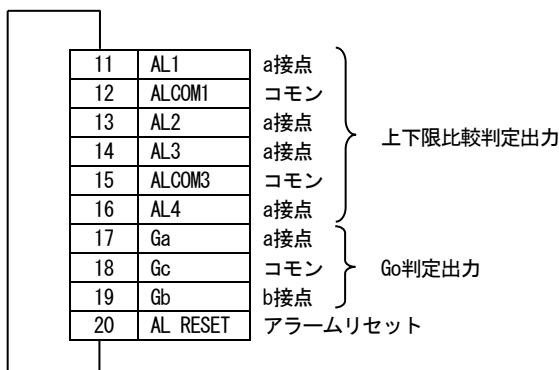 11 AL1 a接点
12 ALCOM1 コモン
13 AL2 a接点
上下限比較判定出力
14 AL3 a接点
15 ALCOM3 コモン
16 AL4 a接点
17 Ga a接点
18 Gc コモン Go判定出力
19 Gb b接点
20 AL RESET アラームリセット